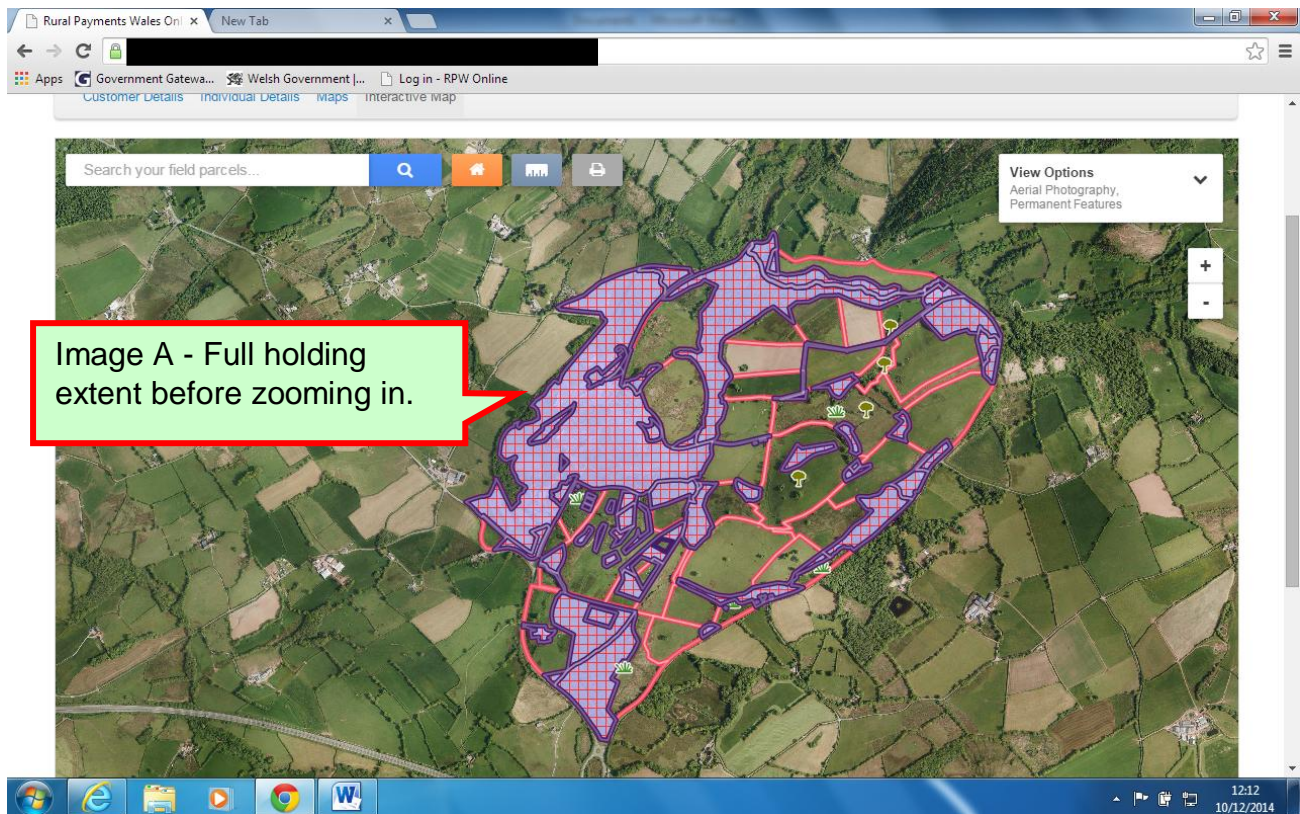 Rural Payments Wales Onl
New Tab
Apps Government Gatewa... Welsh Government |... Log in - RPW Online
Customer Details Individual Details Maps Interactive Map
Search your field parcels...
View Options
Aerial Photography,
Permanent Features
+
-
Image A - Full holding
extent before zooming in.
12:12
10/12/2014